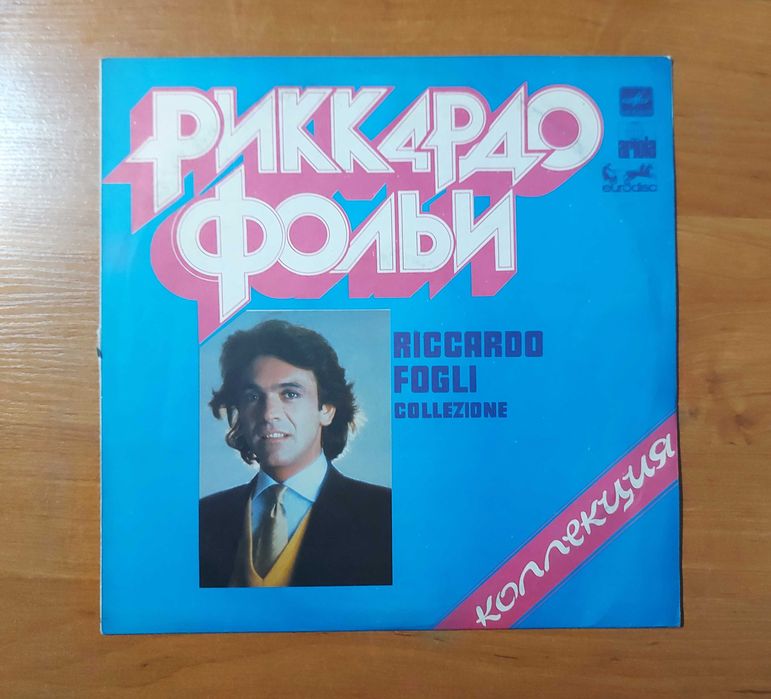 РИККАРДО
ФОЛЬИ
ariola
eurodisc
RICCARDO
FOGLI
COLLEZIONE
коллекция